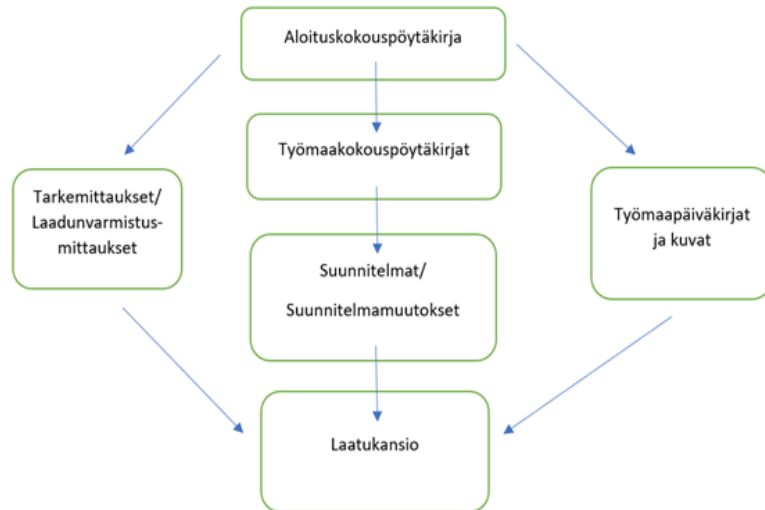 Aloituskokouspöytäkirja
Työmaakokouspöytäkirjat
Tarkemittaukset/
Laadunvarmistus-
mittaukset
Työmaapäiväkirjat
ja kuvat
Suunnitelmat/
Suunnitelmamuutokset
Laatukansio